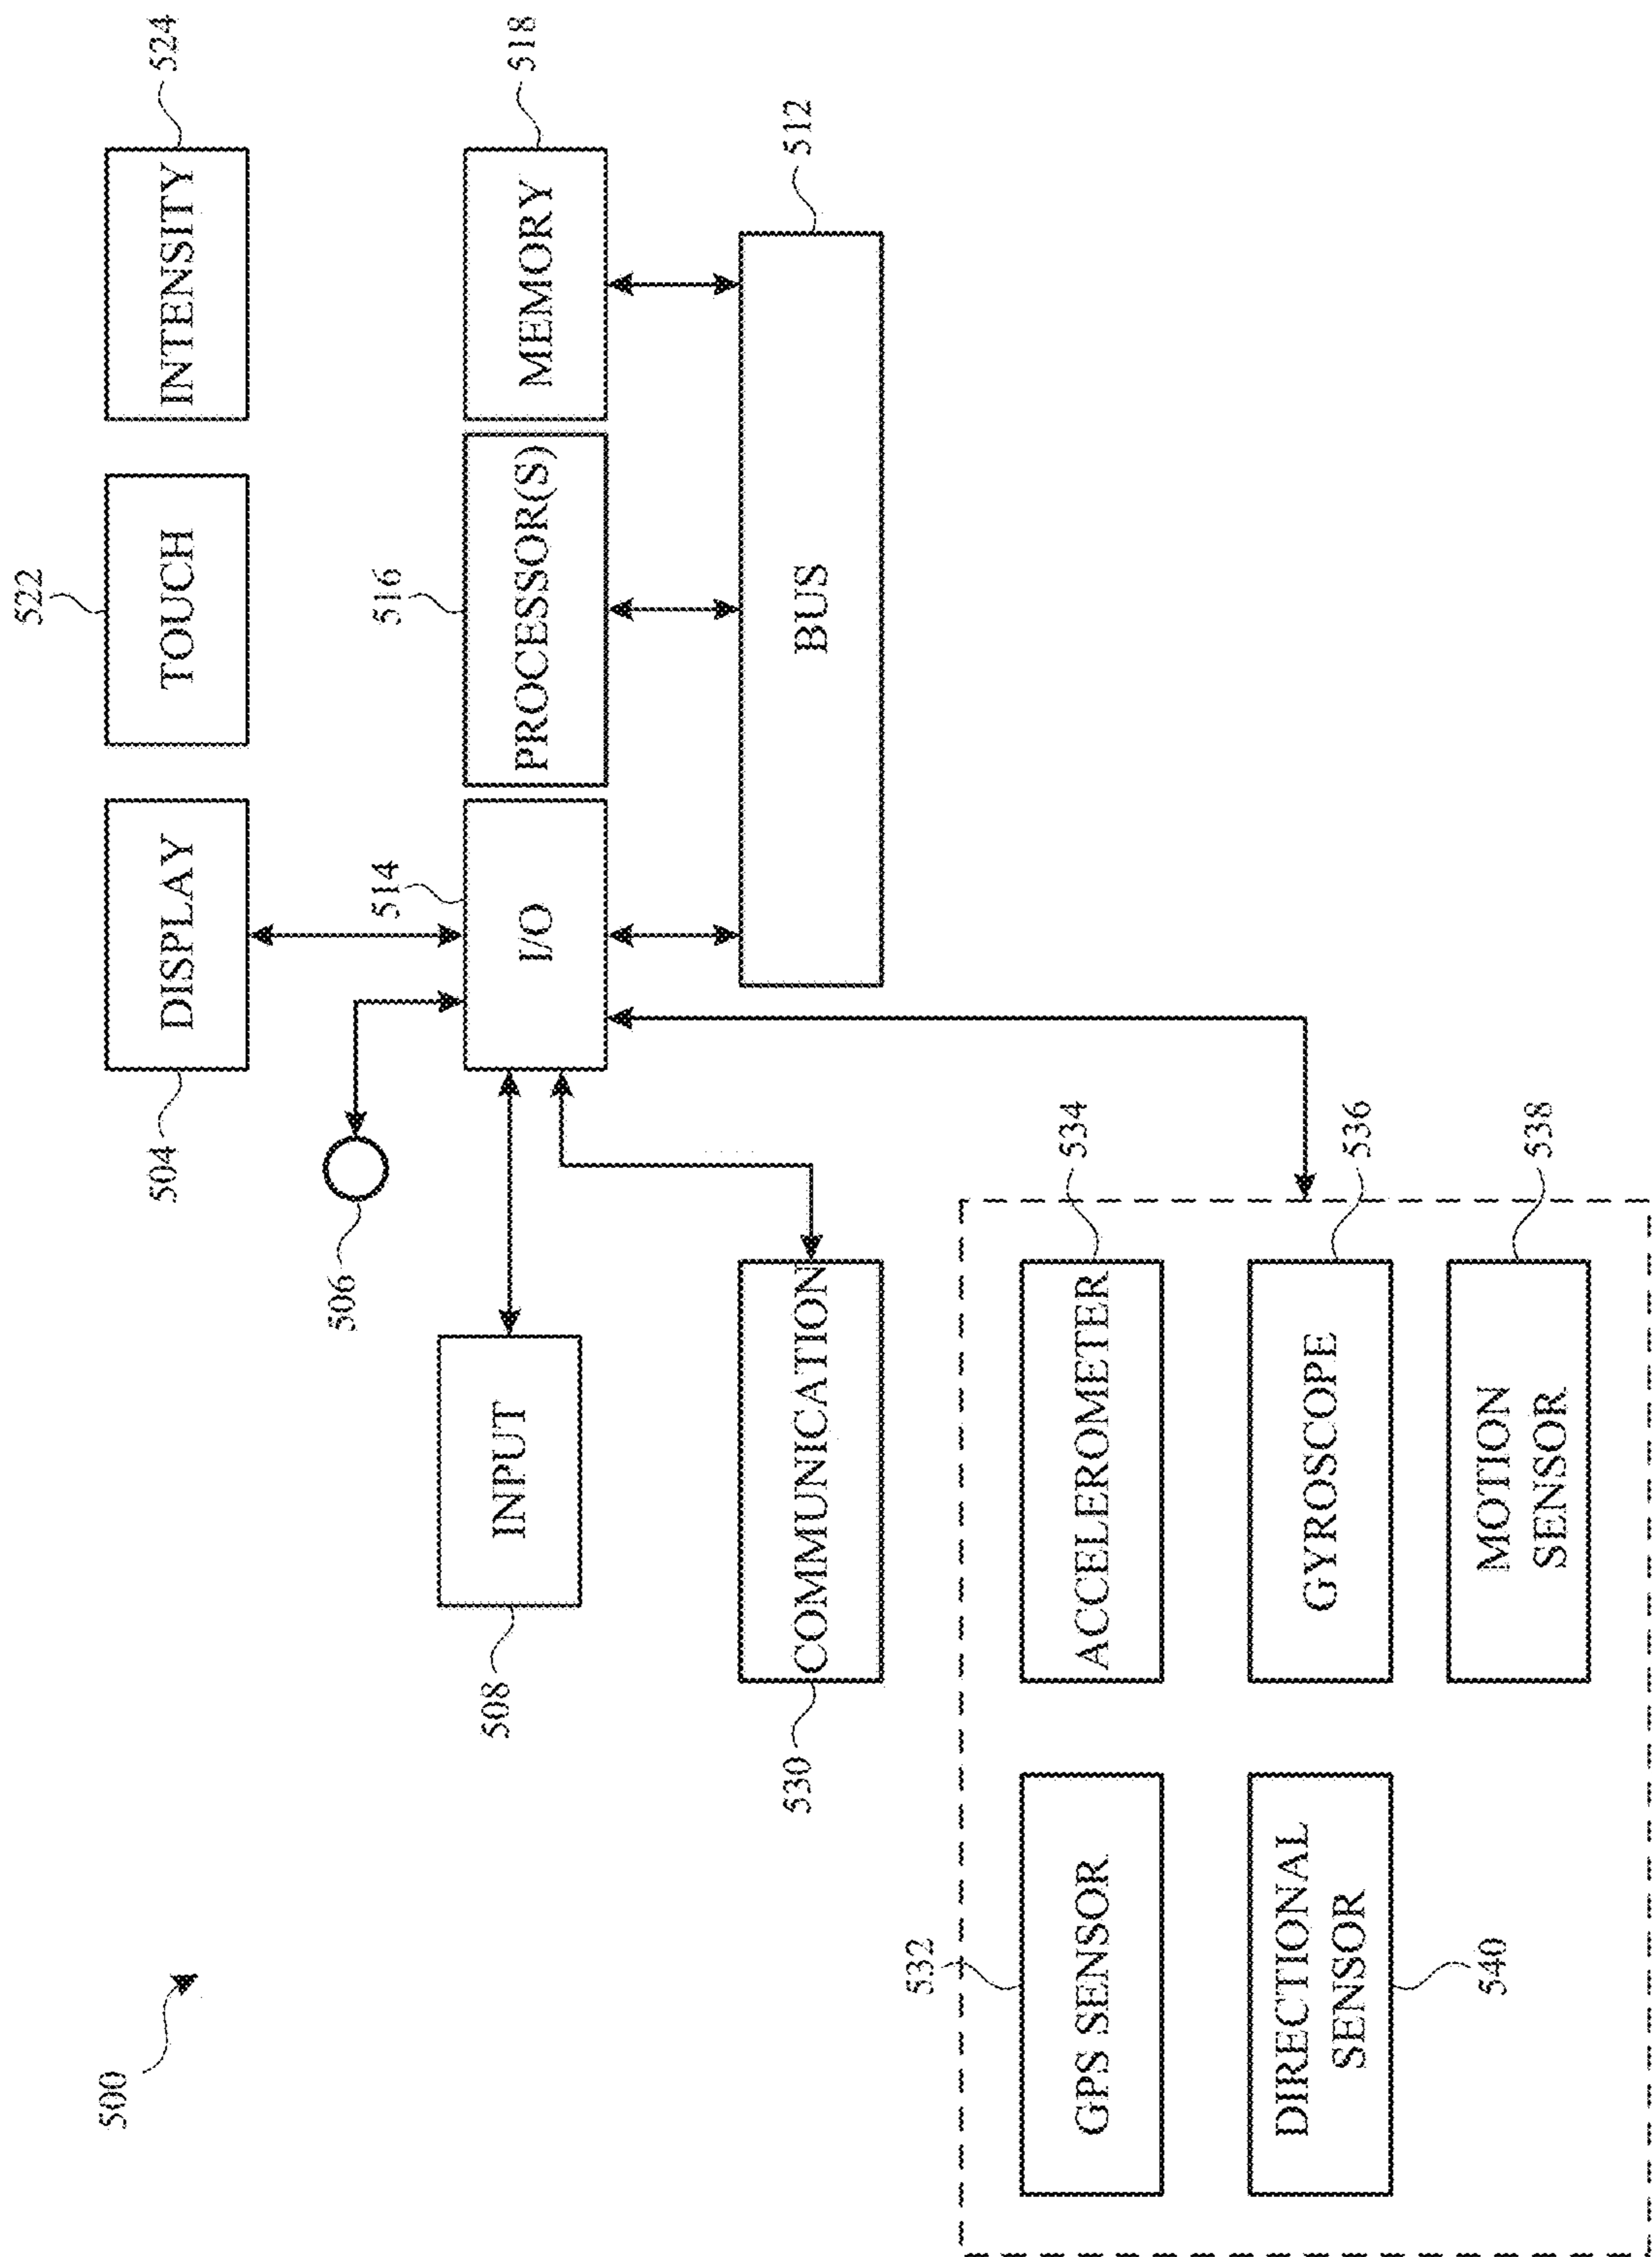 500
504
DISPLAY
522
TOUCH
INTENSITY
524
506
508
INPUT
514
I/O
516
PROCESSOR(S)
MEMORY
518
530
COMMUNICATION
BUS
512
532
GPS SENSOR
ACCELEROMETER
534
DIRECTIONAL
SENSOR
540
GYROSCOPE
536
MOTION
SENSOR
538